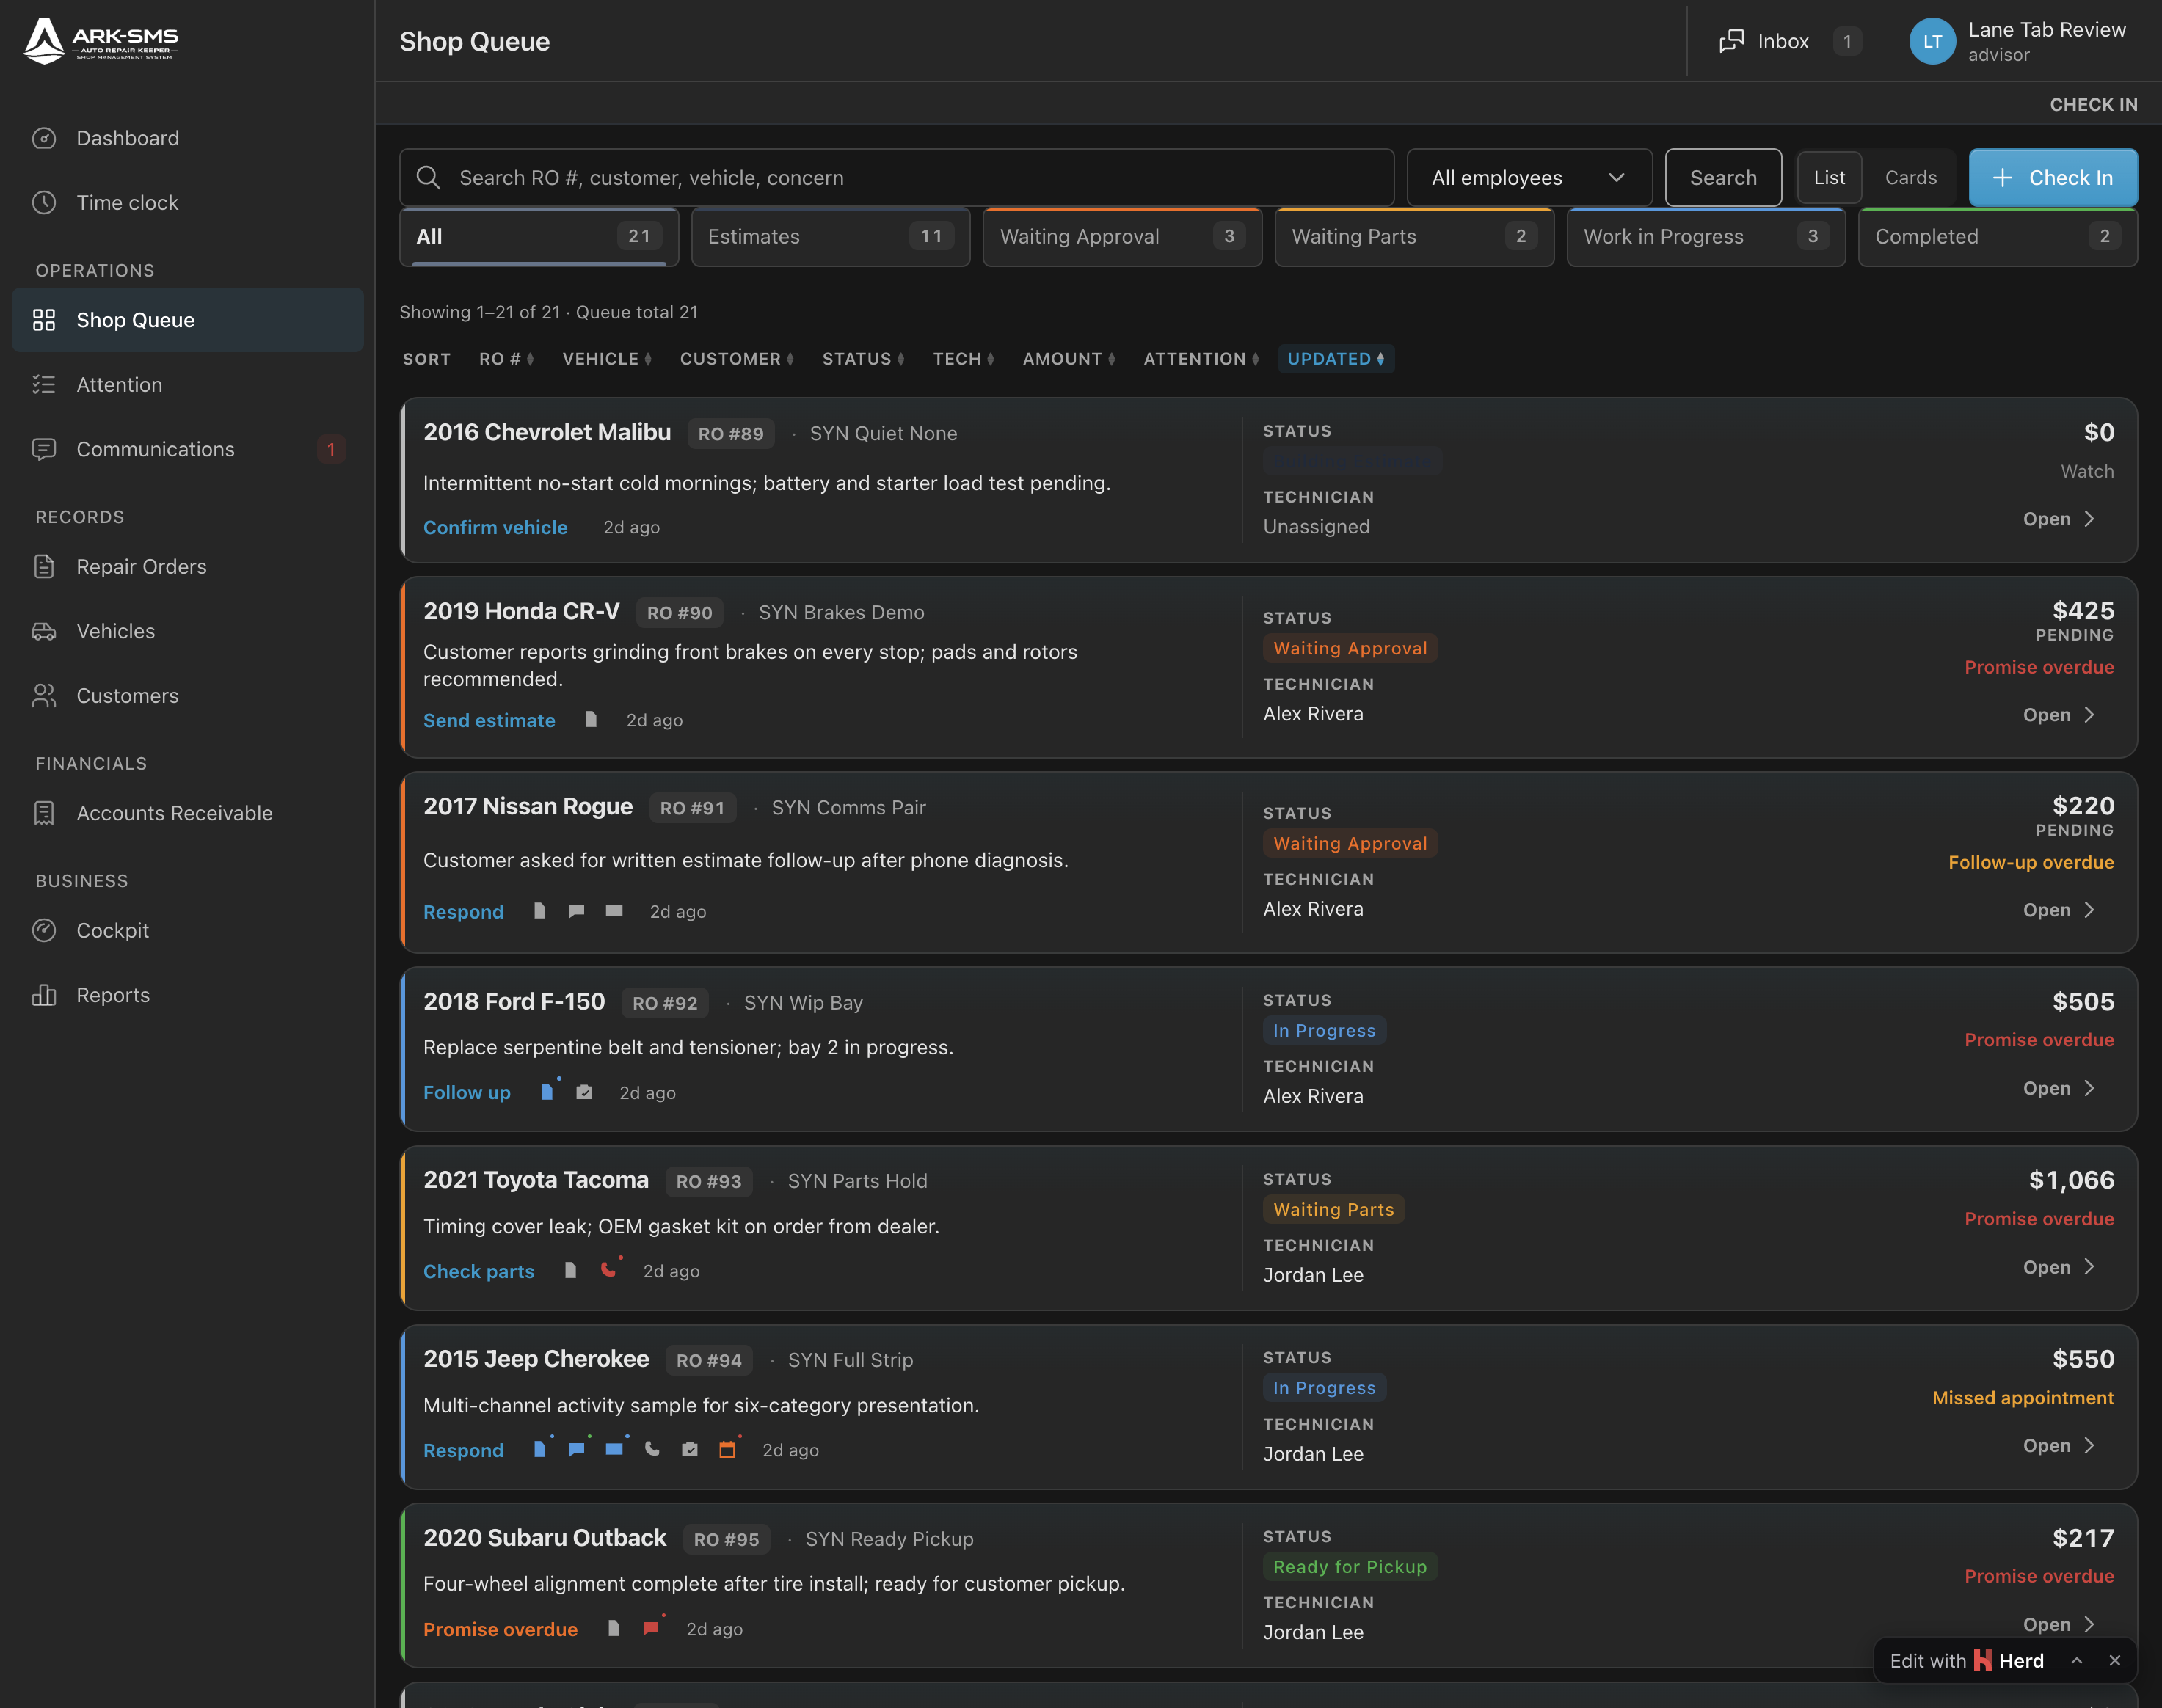 ARK-SMS
AUTO REPAIR KEEPER
SHOP MANAGEMENT SYSTEM
Dashboard
Time clock
OPERATIONS
Shop Queue
Attention
Communications 1
RECORDS
Repair Orders
Vehicles
Customers
FINANCIALS
Accounts Receivable
BUSINESS
Cockpit
Reports
Shop Queue
Inbox 1
LT
Lane Tab Review
advisor
CHECK IN
Search RO #, customer, vehicle, concern
All employees
Search
List
Cards
+ Check In
All 21
Estimates 11
Waiting Approval 3
Waiting Parts 2
Work in Progress 3
Completed 2
Showing 1–21 of 21 · Queue total 21
SORT RO # VEHICLE CUSTOMER STATUS TECH AMOUNT ATTENTION UPDATED
2016 Chevrolet Malibu RO #89 · SYN Quiet None
Intermittent no-start cold mornings; battery and starter load test pending.
Confirm vehicle 2d ago
STATUS
TECHNICIAN
Unassigned
$0
Watch
Open
2019 Honda CR-V RO #90 · SYN Brakes Demo
Customer reports grinding front brakes on every stop; pads and rotors
recommended.
Send estimate 2d ago
STATUS
Waiting Approval
TECHNICIAN
Alex Rivera
$425
PENDING
Promise overdue
Open
2017 Nissan Rogue RO #91 · SYN Comms Pair
Customer asked for written estimate follow-up after phone diagnosis.
Respond 2d ago
STATUS
Waiting Approval
TECHNICIAN
Alex Rivera
$220
PENDING
Follow-up overdue
Open
2018 Ford F-150 RO #92 · SYN Wip Bay
Replace serpentine belt and tensioner; bay 2 in progress.
Follow up 2d ago
STATUS
In Progress
TECHNICIAN
Alex Rivera
$505
Promise overdue
Open
2021 Toyota Tacoma RO #93 · SYN Parts Hold
Timing cover leak; OEM gasket kit on order from dealer.
Check parts 2d ago
STATUS
Waiting Parts
TECHNICIAN
Jordan Lee
$1,066
Promise overdue
Open
2015 Jeep Cherokee RO #94 · SYN Full Strip
Multi-channel activity sample for six-category presentation.
Respond 2d ago
STATUS
In Progress
TECHNICIAN
Jordan Lee
$550
Missed appointment
Open
2020 Subaru Outback RO #95 · SYN Ready Pickup
Four-wheel alignment complete after tire install; ready for customer pickup.
Promise overdue 2d ago
STATUS
Ready for Pickup
TECHNICIAN
Jordan Lee
$217
Promise overdue
Open
Edit with Herd